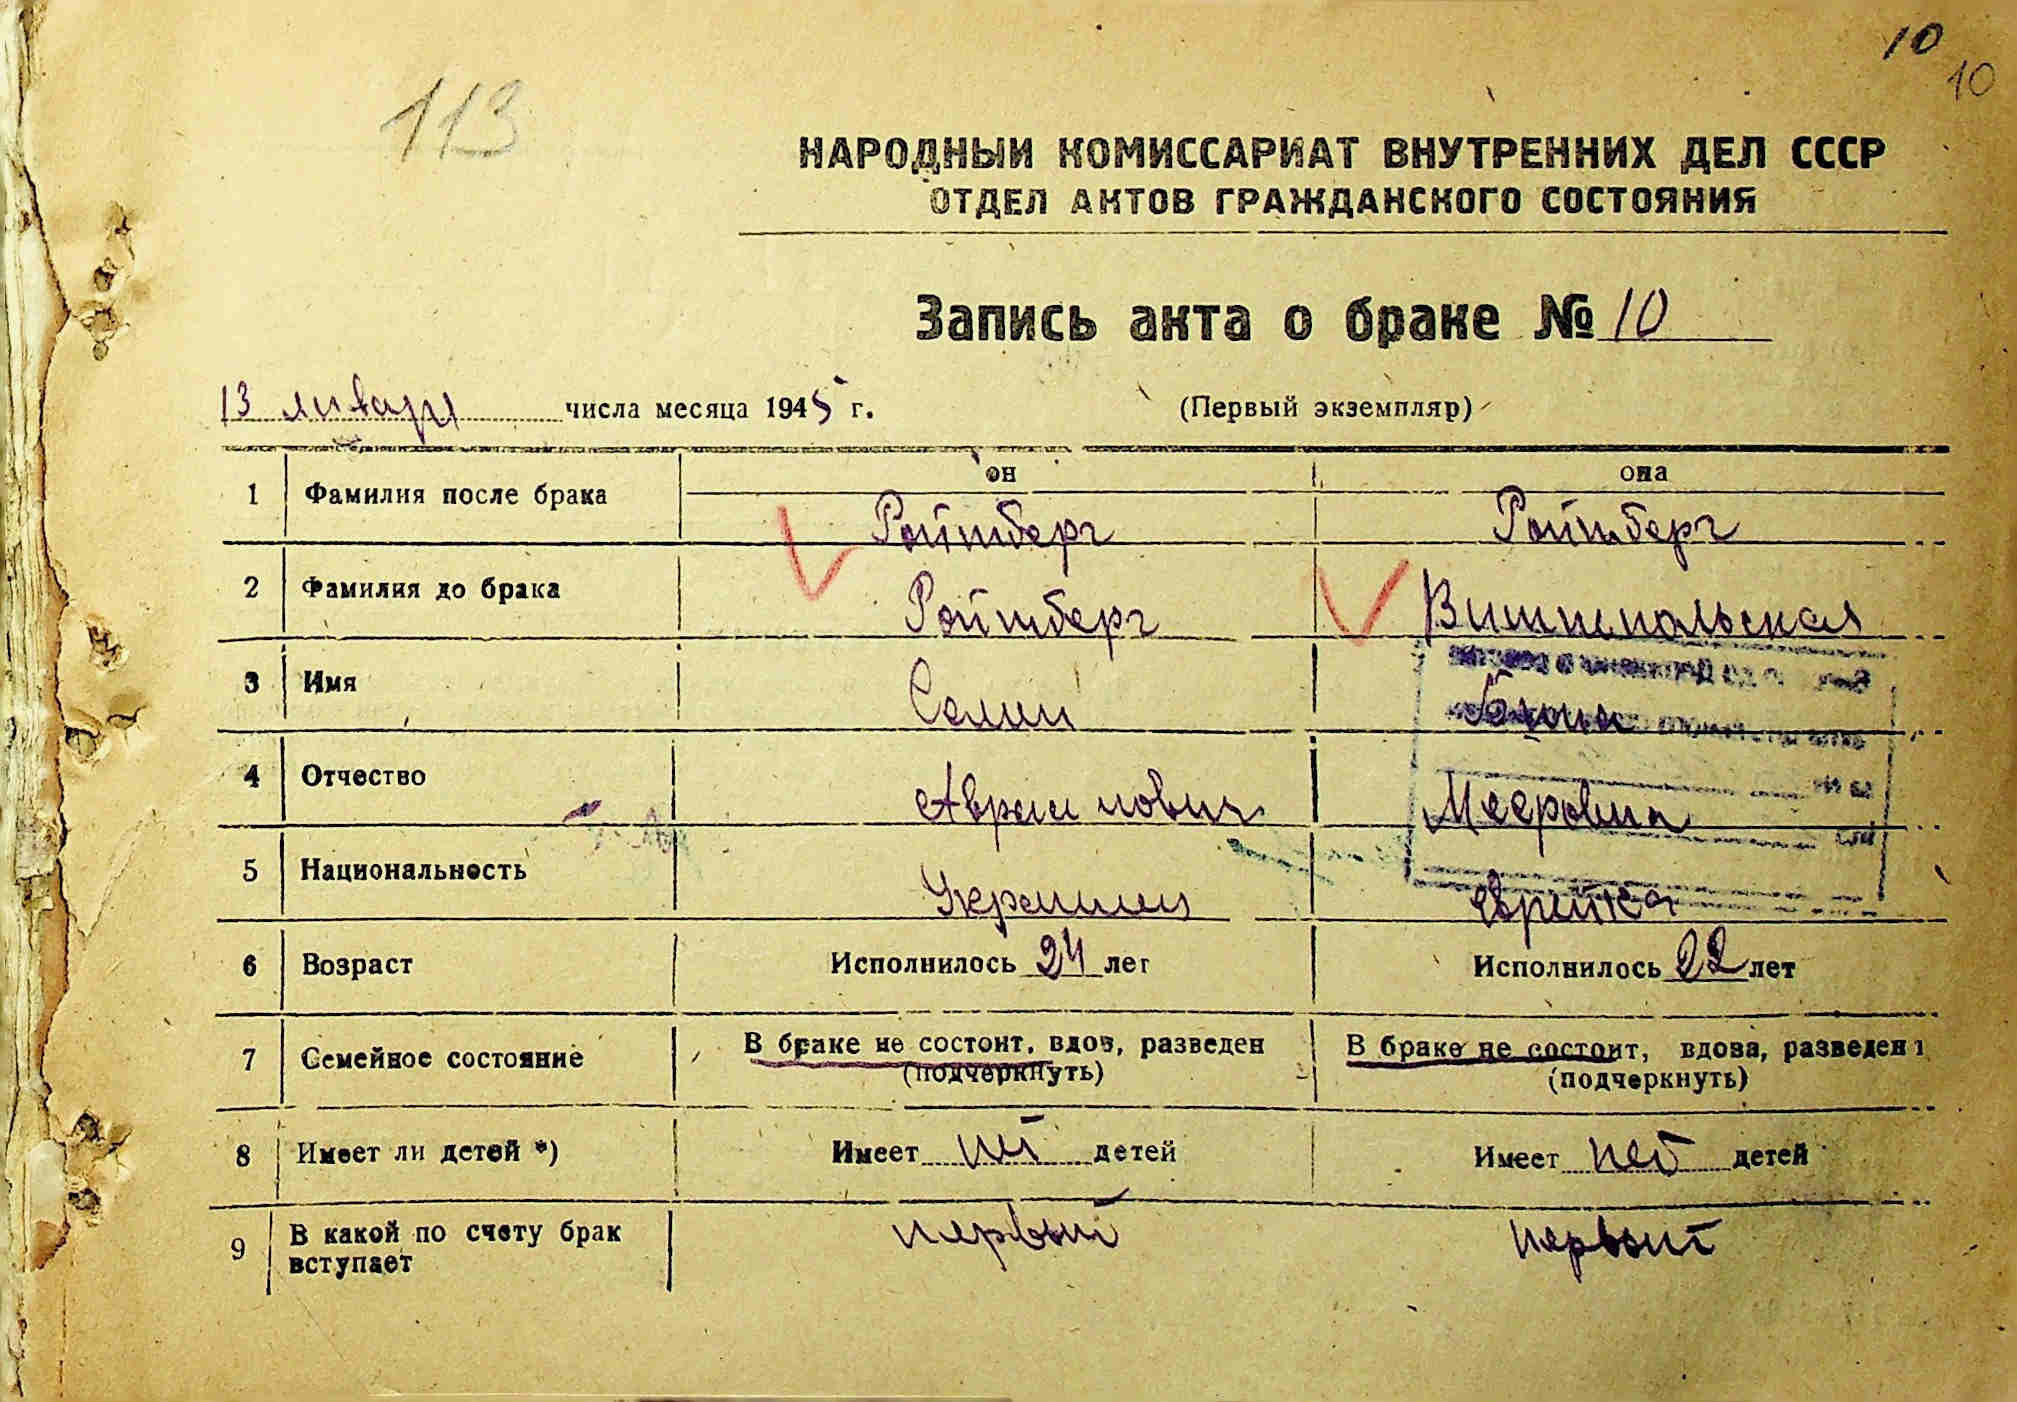 10
10
113
НАРОДНЫЙ КОМИССАРИАТ ВНУТРЕННИХ ДЕЛ СССР
ОТДЕЛ АКТОВ ГРАЖДАНСКОГО СОСТОЯНИЯ
Запись акта о браке № 10
13 января числа месяца 1945 г. (Первый экземпляр)
он она
1 Фамилия после брака Ройтберг Ройтберг
2 Фамилия до брака Ройтберг
3 Имя
4 Отчество Мееровна
5 Национальность Украинец еврейка
6 Возраст Исполнилось 24 лет Исполнилось 22 лет
7 Семейное состояние В браке не состоит, вдов, разведен В браке не состоит, вдова, разведен
(подчеркнуть) (подчеркнуть)
8 Имеет ли детей *) Имеет нет детей Имеет нет детей
9 В какой по счету брак первый первый
вступает